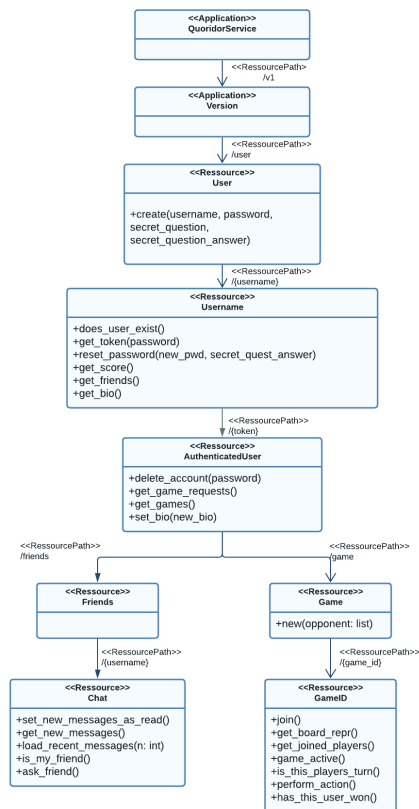 <<Application>>
QuoridorService
<<RessourcePath>
/v1
<<Application>>
Version
<<RessourcePath>>
/user
<<Ressource>>
User
+create(username, password,
secret_question,
secret_question_answer)
<<RessourcePath>>
/{username}
<<Ressource>>
Username
+does_user_exist()
+get_token(password)
+reset_password(new_pwd, secret_quest_answer)
+get_score()
+get_friends()
+get_bio()
<<RessourcePath>>
/{token}
<<Ressource>>
AuthenticatedUser
+delete_account(password)
+get_game_requests()
+get_games()
+set_bio(new_bio)
<<RessourcePath>>
/friends
<<RessourcePath>>
/game
<<Ressource>>
Friends
<<Ressource>>
Game
+new(opponent: list)
<<RessourcePath>>
/{username}
<<RessourcePath>>
/{game_id}
<<Ressource>>
Chat
+set_new_messages_as_read()
+get_new_messages()
+load_recent_messages(n: int)
+is_my_friend()
+ask_friend()
<<Ressource>>
GameID
+join()
+get_board_repr()
+get_joined_players()
+game_active()
+is_this_players_turn()
+perform_action()
+has_this_user_won()